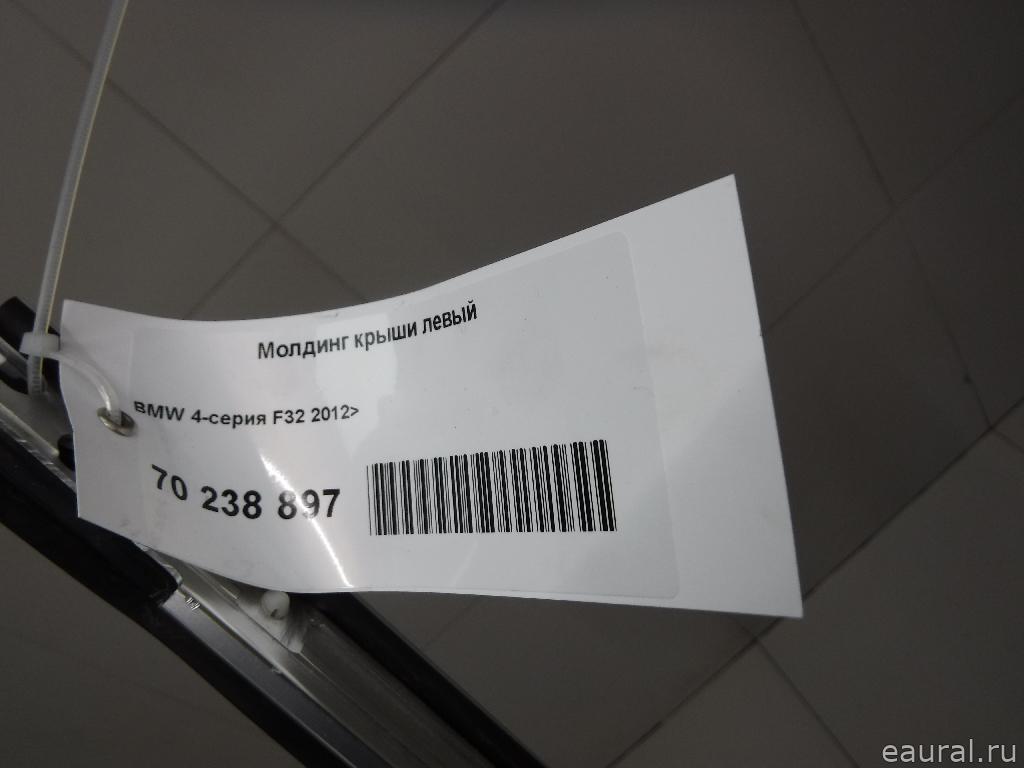 Молдинг крыши левый
BMW 4-серия F32 2012>
70 238 897
eaural.ru